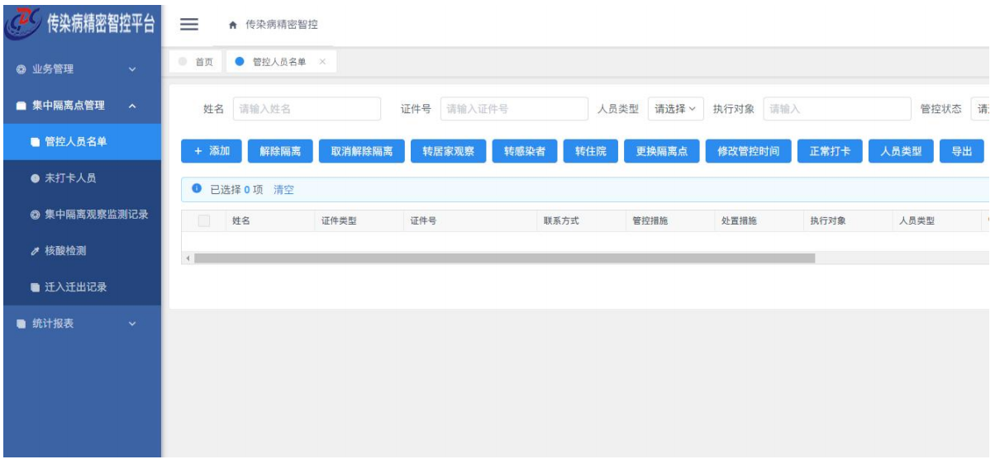 传染病精密智控平台
传染病精密智控
业务管理
集中隔离点管理
管控人员名单
未打卡人员
集中隔离观察监测记录
核酸检测
迁入迁出记录
统计报表
首页 管控人员名单 ×
姓名 请输入姓名 证件号 请输入证件号 人员类型 请选择 执行对象 请输入 管控状态 请
+ 添加 解除隔离 取消解除隔离 转居家观察 转感染者 转住院 更换隔离点 修改管控时间 正常打卡 人员类型 导出
已选择 0 项 清空
姓名 证件类型 证件号 联系方式 管控措施 处置措施 执行对象 人员类型